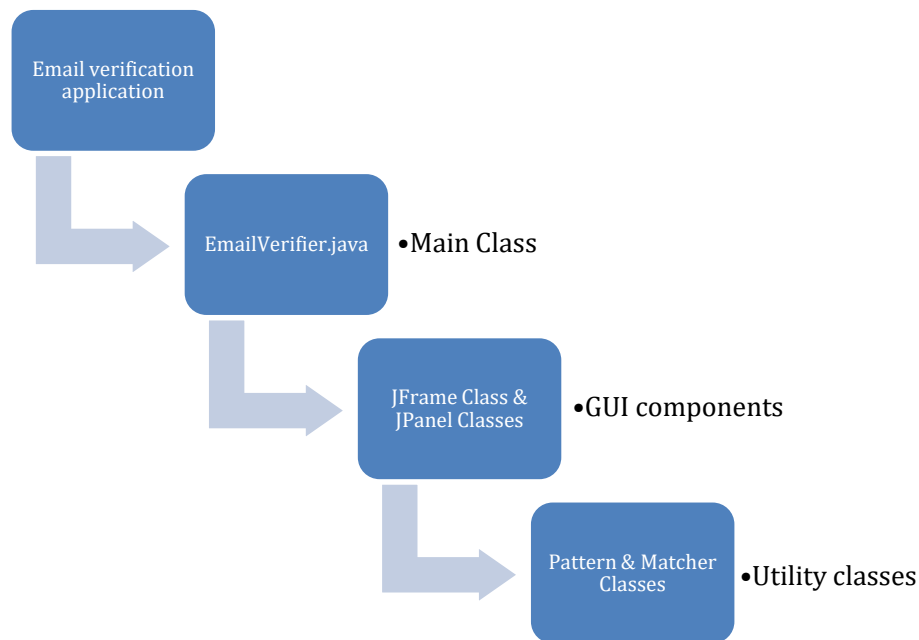 Email verification
application
EmailVerifier.java
•Main Class
JFrame Class &
JPanel Classes
•GUI components
Pattern & Matcher
Classes
•Utility classes